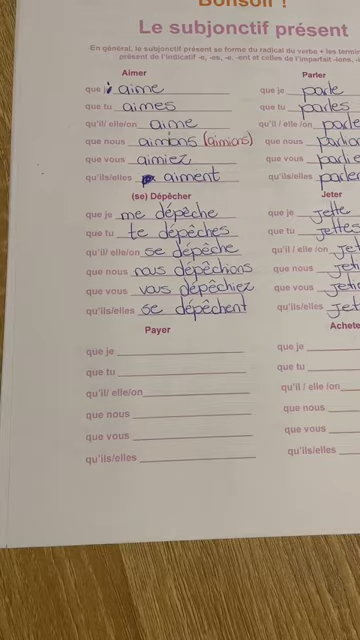 Bonsoir !
Le subjonctif présent
En général, le subjonctif présent se forme du radical du verbe + les
présent de l'indicatif -e, -es, -e, -ent et celles de l'imparfait -ions,
Aimer
que j aime
que tu aimes
qu'il/ elle/on aime
que nous aimions (aimions)
que vous aimiez
qu'ils/elles aiment
Parler
que je parle
que tu parles
qu'il / elle /on parle
que nous
que vous
qu'ils/elles
(se) Dépêcher
que je me dépêche
que tu te dépêches
qu'il/ elle/on se dépêche
que nous nous dépêchions
que vous vous dépêchiez
qu'ils/elles se dépêchent
Jeter
que je jette
que tu jettes
qu'il / elle /on
que nous
que vous
qu'ils/elles
Payer
que je
que tu
qu'il/ elle/on
que nous
que vous
qu'ils/elles
Achete
que je
que tu
qu'il / elle /on
que nous
que vous
qu'ils/elles